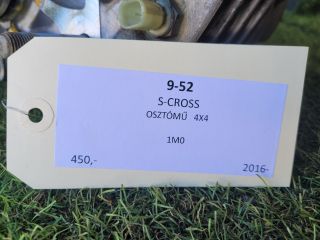 9-52
S-CROSS
OSZTÓMŰ 4X4
1M0
450,- 2016-